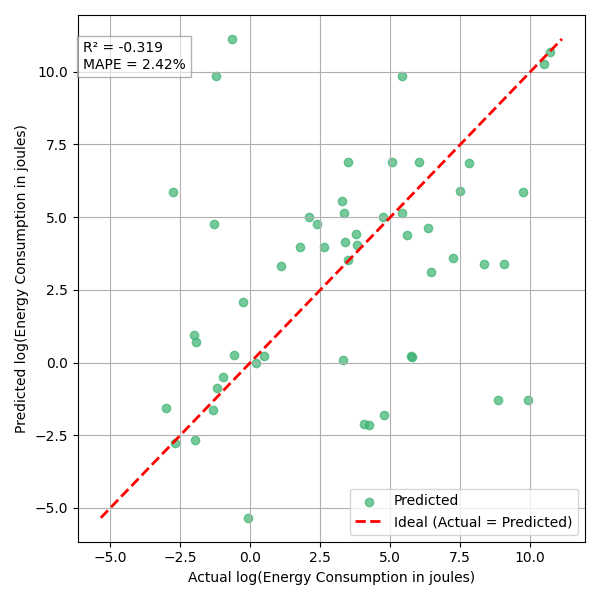 R² = -0.319
MAPE = 2.42%
10.0
7.5
5.0
2.5
0.0
−2.5
−5.0
Predicted log(Energy Consumption in joules)
Predicted
Ideal (Actual = Predicted)
−5.0 −2.5 0.0 2.5 5.0 7.5 10.0
Actual log(Energy Consumption in joules)